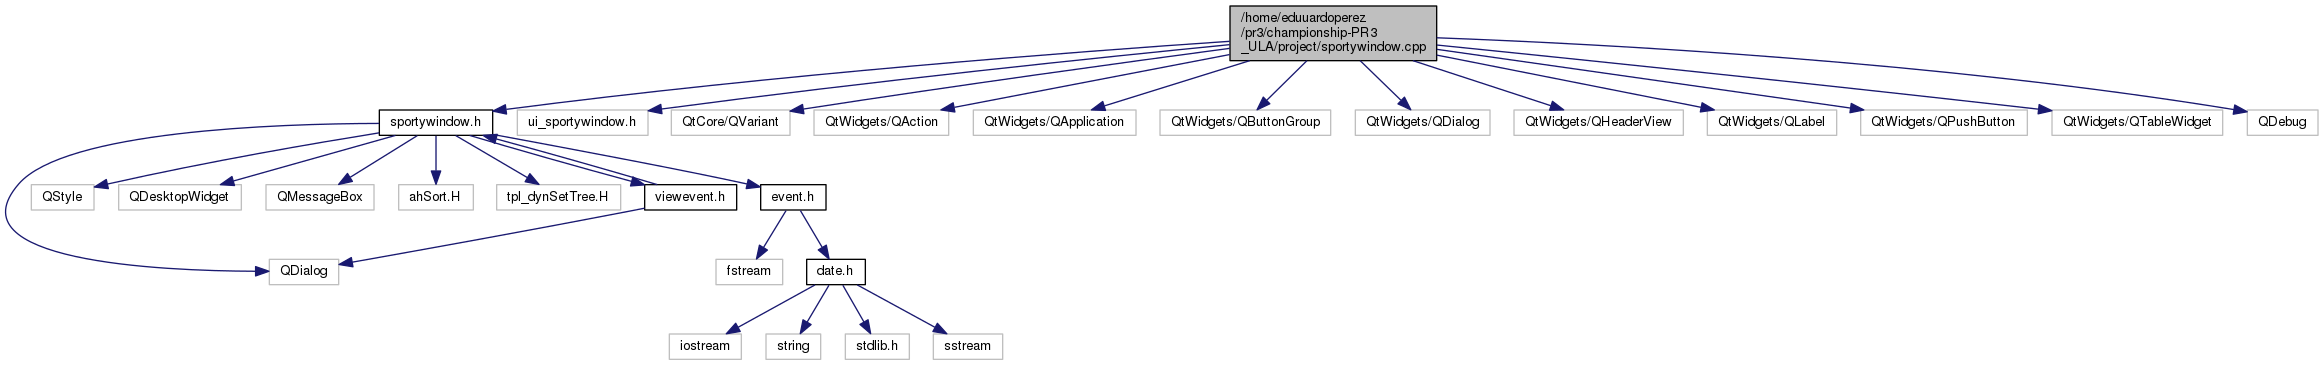 /home/eduuardoperez
/pr3/championship-PR3
_ULA/project/sportywindow.cpp
sportywindow.h
ui_sportywindow.h
QtCore/QVariant
QtWidgets/QAction
QtWidgets/QApplication
QtWidgets/QButtonGroup
QtWidgets/QDialog
QtWidgets/QHeaderView
QtWidgets/QLabel
QtWidgets/QPushButton
QtWidgets/QTableWidget
QDebug
QStyle
QDesktopWidget
QMessageBox
ahSort.H
tpl_dynSetTree.H
viewevent.h
event.h
QDialog
fstream
date.h
iostream
string
stdlib.h
sstream